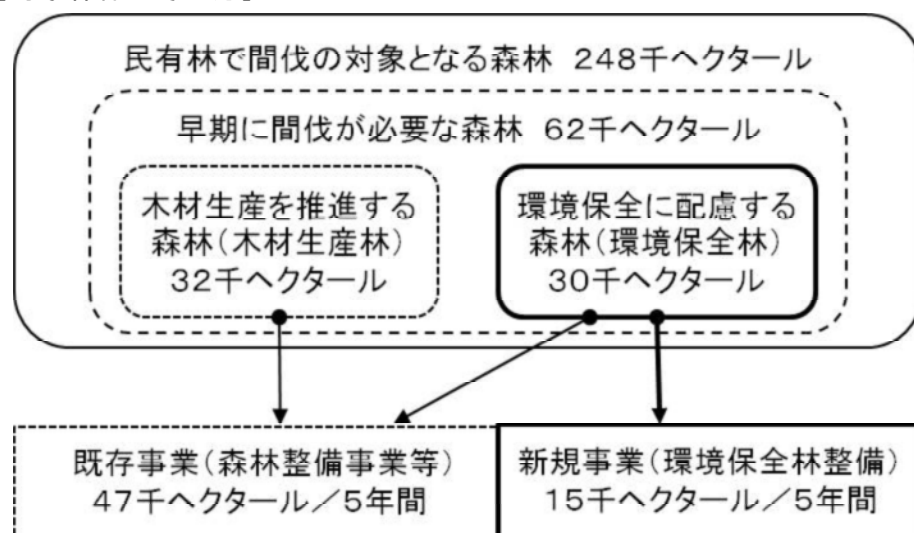 民有林で間伐の対象となる森林 248千ヘクタール
早期に間伐が必要な森林 62千ヘクタール
木材生産を推進する
森林(木材生産林)
32千ヘクタール
環境保全に配慮する
森林(環境保全林)
30千ヘクタール
既存事業(森林整備事業等)
47千ヘクタール/5年間
新規事業(環境保全林整備)
15千ヘクタール/5年間